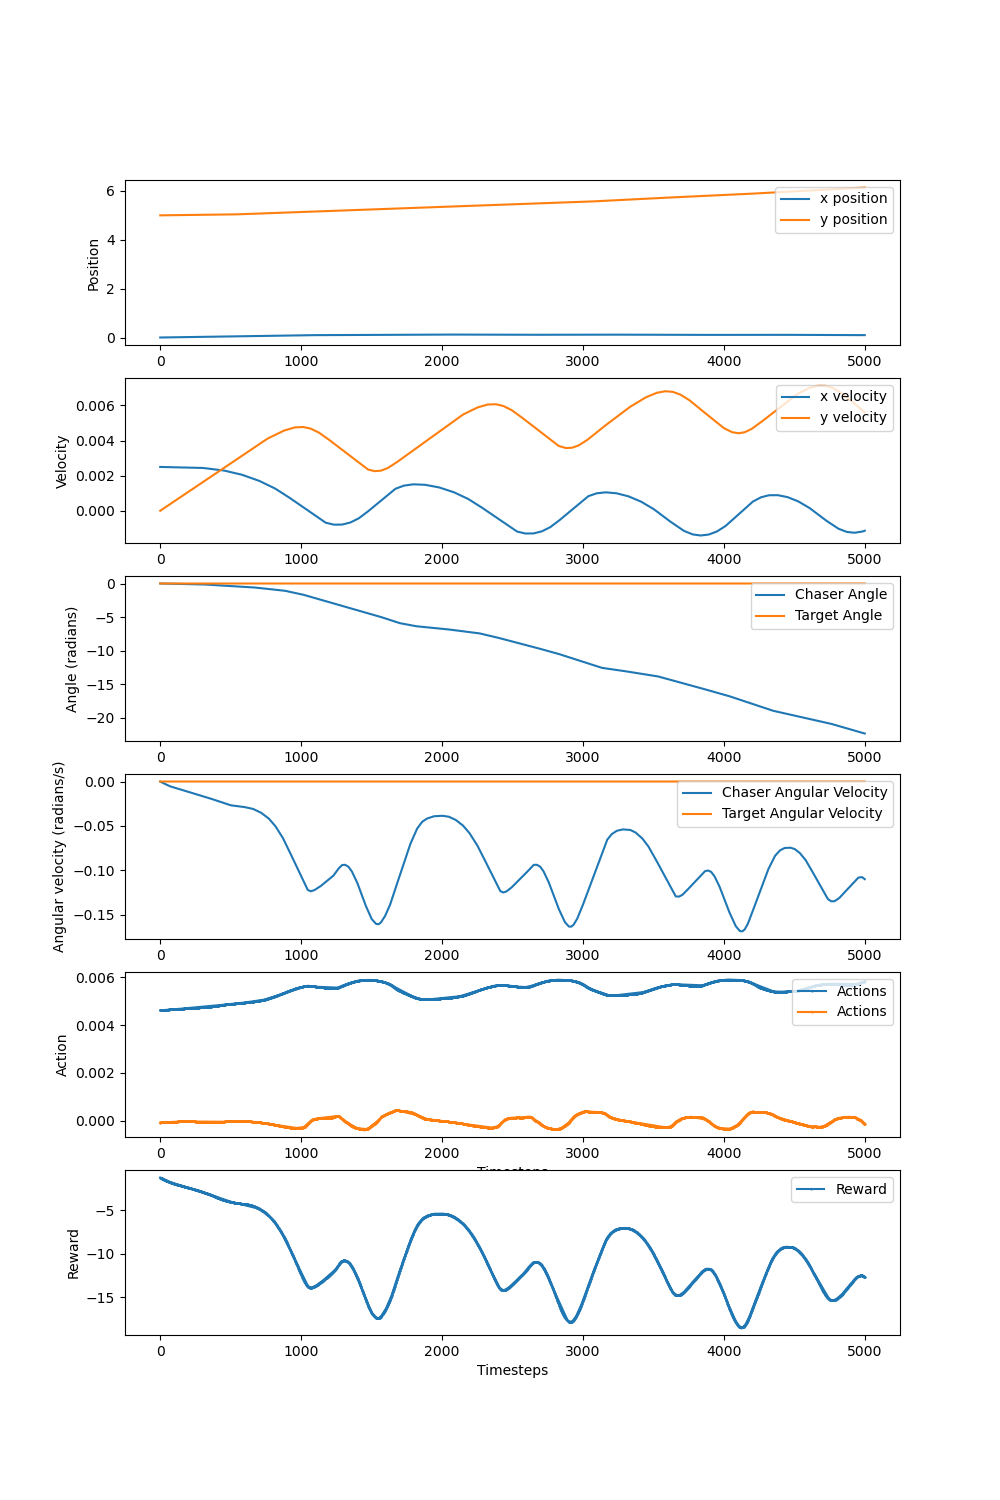 6
4
2
0
Position
x position
y position
0 1000 2000 3000 4000 5000
0.006
0.004
0.002
0.000
Velocity
x velocity
y velocity
0 1000 2000 3000 4000 5000
0
−5
−10
−15
−20
Angle (radians)
Chaser Angle
Target Angle
0 1000 2000 3000 4000 5000
0.00
−0.05
−0.10
−0.15
Angular velocity (radians/s)
Chaser Angular Velocity
Target Angular Velocity
0 1000 2000 3000 4000 5000
0.006
0.004
0.002
0.000
Action
Actions
Actions
0 1000 2000 3000 4000 5000
Timesteps
−5
−10
−15
Reward
Reward
0 1000 2000 3000 4000 5000
Timesteps